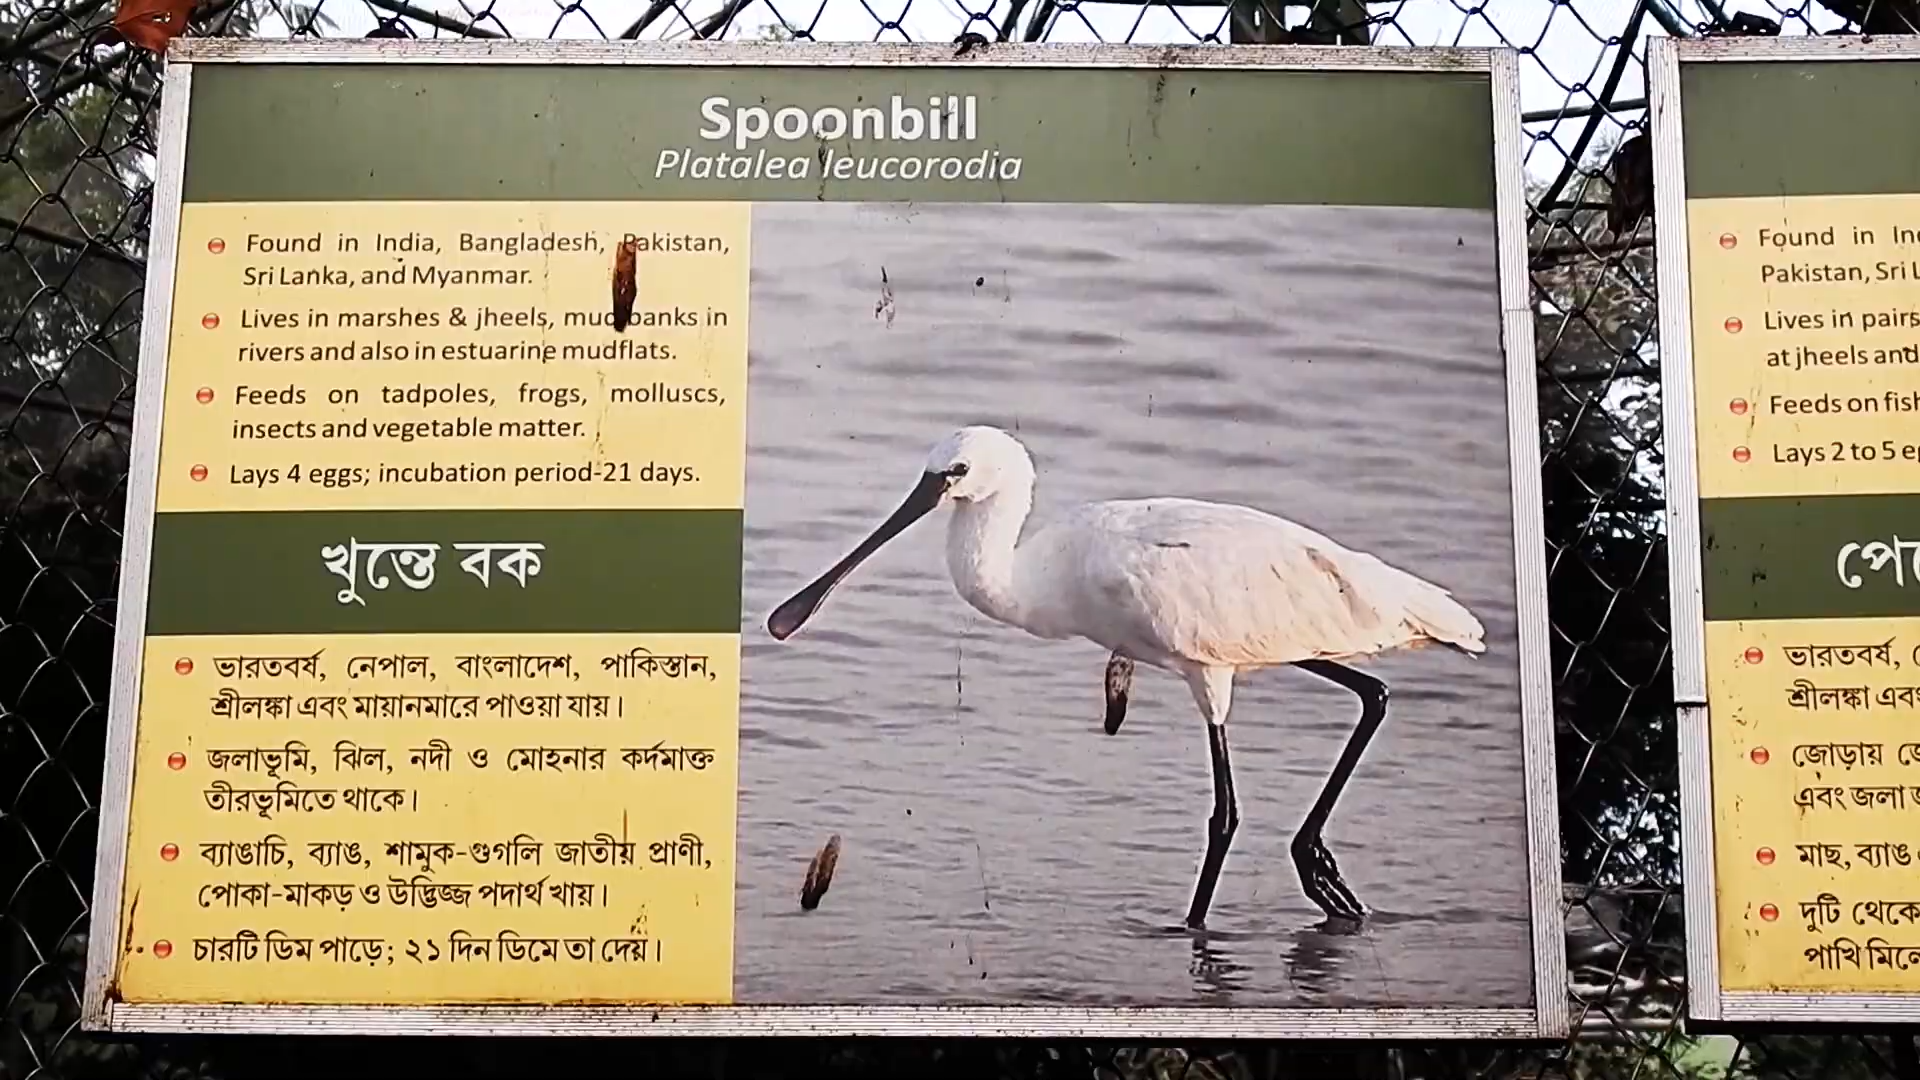 Spoonbill
Platalea leucorodia
Found in India, Bangladesh, Pakistan,
Sri Lanka, and Myanmar.
Lives in marshes & jheels, mud banks in
rivers and also in estuarine mudflats.
Feeds on tadpoles, frogs, molluscs,
insects and vegetable matter.
Lays 4 eggs; incubation period-21 days.
খুন্তে বক
ভারতবর্ষ, নেপাল, বাংলাদেশ, পাকিস্তান,
শ্রীলঙ্কা এবং মায়ানমারে পাওয়া যায়।
জলাভূমি, ঝিল, নদী ও মোহনার কর্দমাক্ত
তীরভূমিতে থাকে।
ব্যাঙাচি, ব্যাঙ, শামুক-গুগলি জাতীয় প্রাণী,
পোকা-মাকড় ও উদ্ভিজ্জ পদার্থ খায়।
চারটি ডিম পাড়ে; ২১ দিন ডিমে তা দেয়।
Found in
Pakistan, Sri
Lives in pairs
at jheels and
Feeds on fish
Lays 2 to 5
ভারতবর্ষ,
শ্রীলঙ্কা এবং
জোড়ায়
এবং জলা
মাছ, ব্যাঙ
দুটি থেকে
পাখি